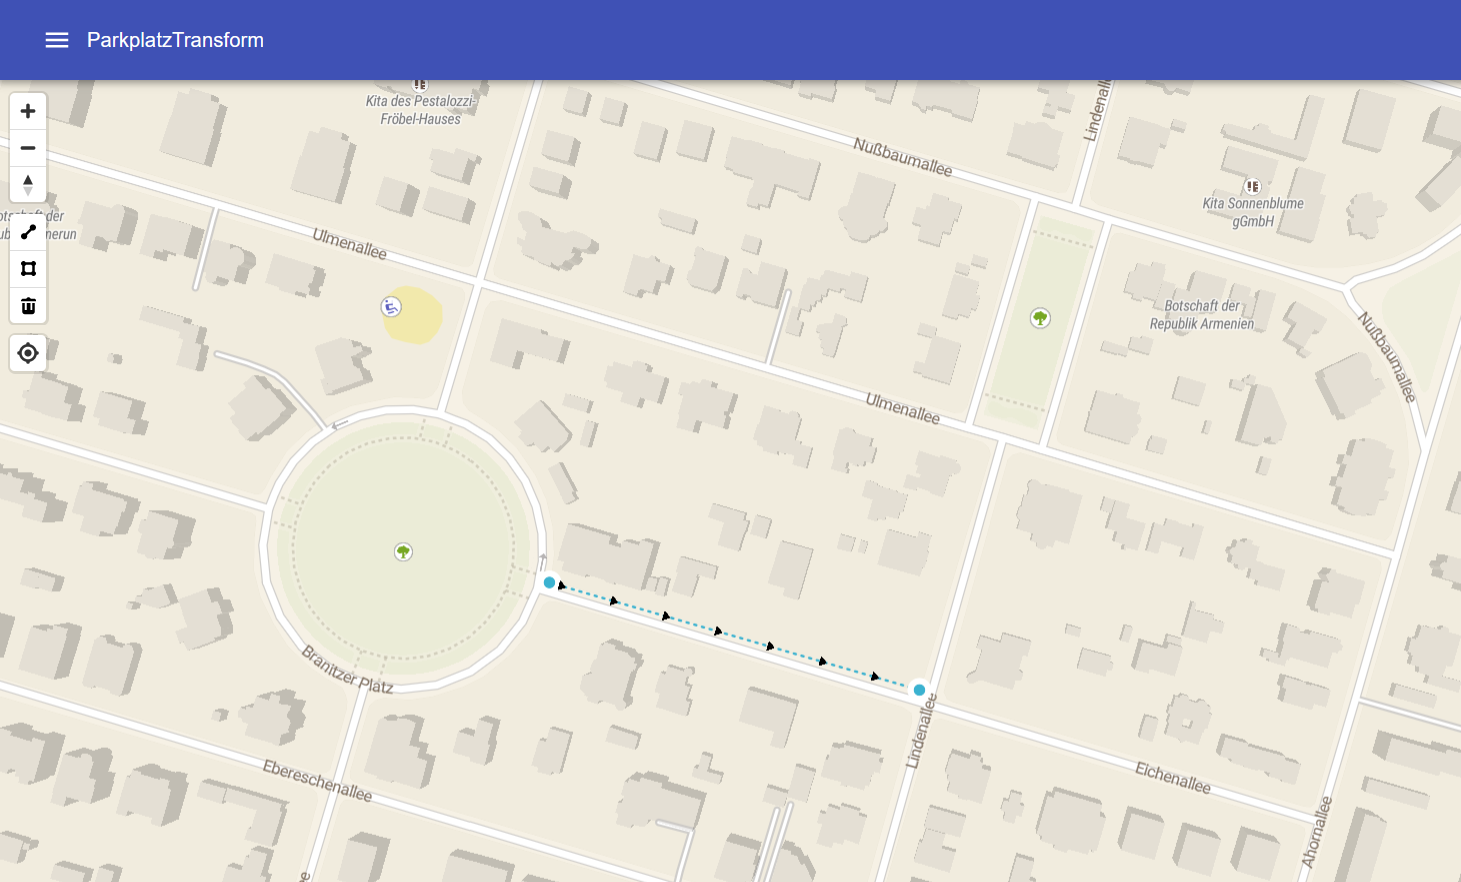 ParkplatzTransform
Kita des Pestalozzi-
Fröbel-Hauses
Lindenallee
Nußbaumallee
Kita Sonnenblume
gGmbH
der
Ulmenallee
Botschaft der
Republik Armenien
Nußbaumallee
Ulmenallee
Branitzer Platz
Lindenallee
Ebereschenallee
Eichenallee
Ahornallee